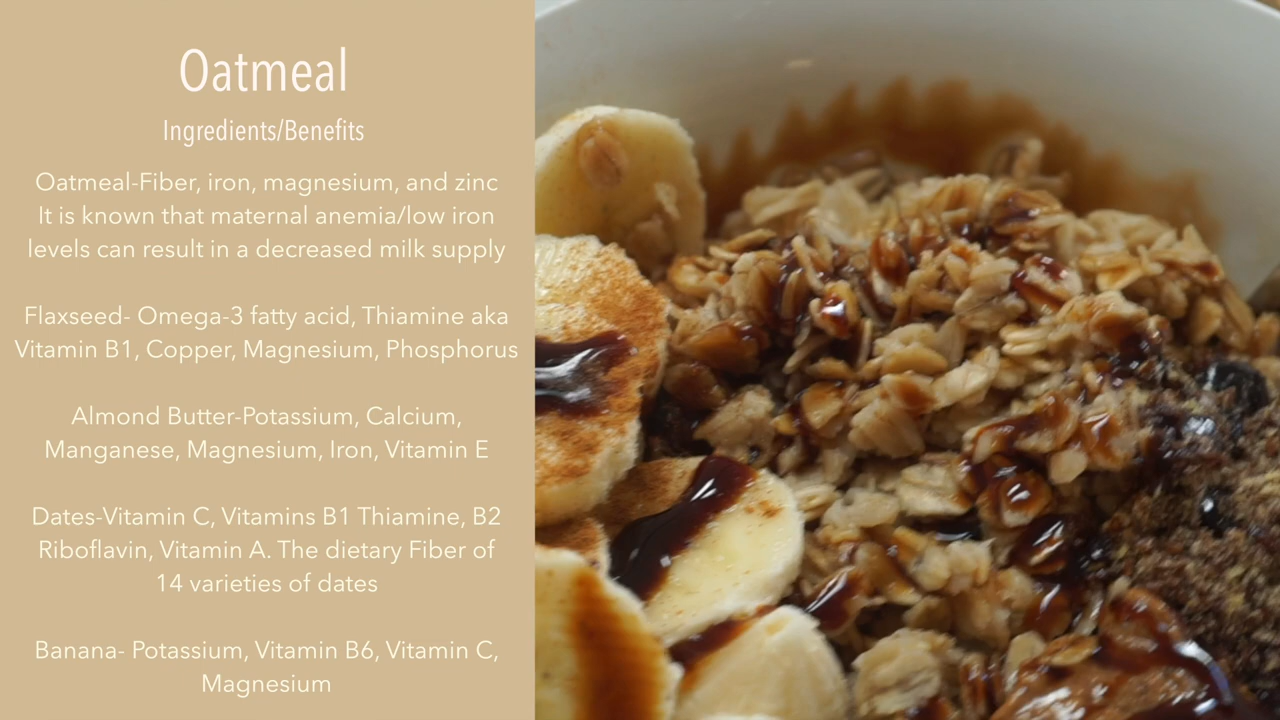 Oatmeal
Ingredients/Benefits
Oatmeal-Fiber, iron, magnesium, and zinc
It is known that maternal anemia/low iron
levels can result in a decreased milk supply
Flaxseed- Omega-3 fatty acid, Thiamine aka
Vitamin B1, Copper, Magnesium, Phosphorus
Almond Butter-Potassium, Calcium,
Manganese, Magnesium, Iron, Vitamin E
Dates-Vitamin C, Vitamins B1 Thiamine, B2
Riboflavin, Vitamin A. The dietary Fiber of
14 varieties of dates
Banana- Potassium, Vitamin B6, Vitamin C,
Magnesium